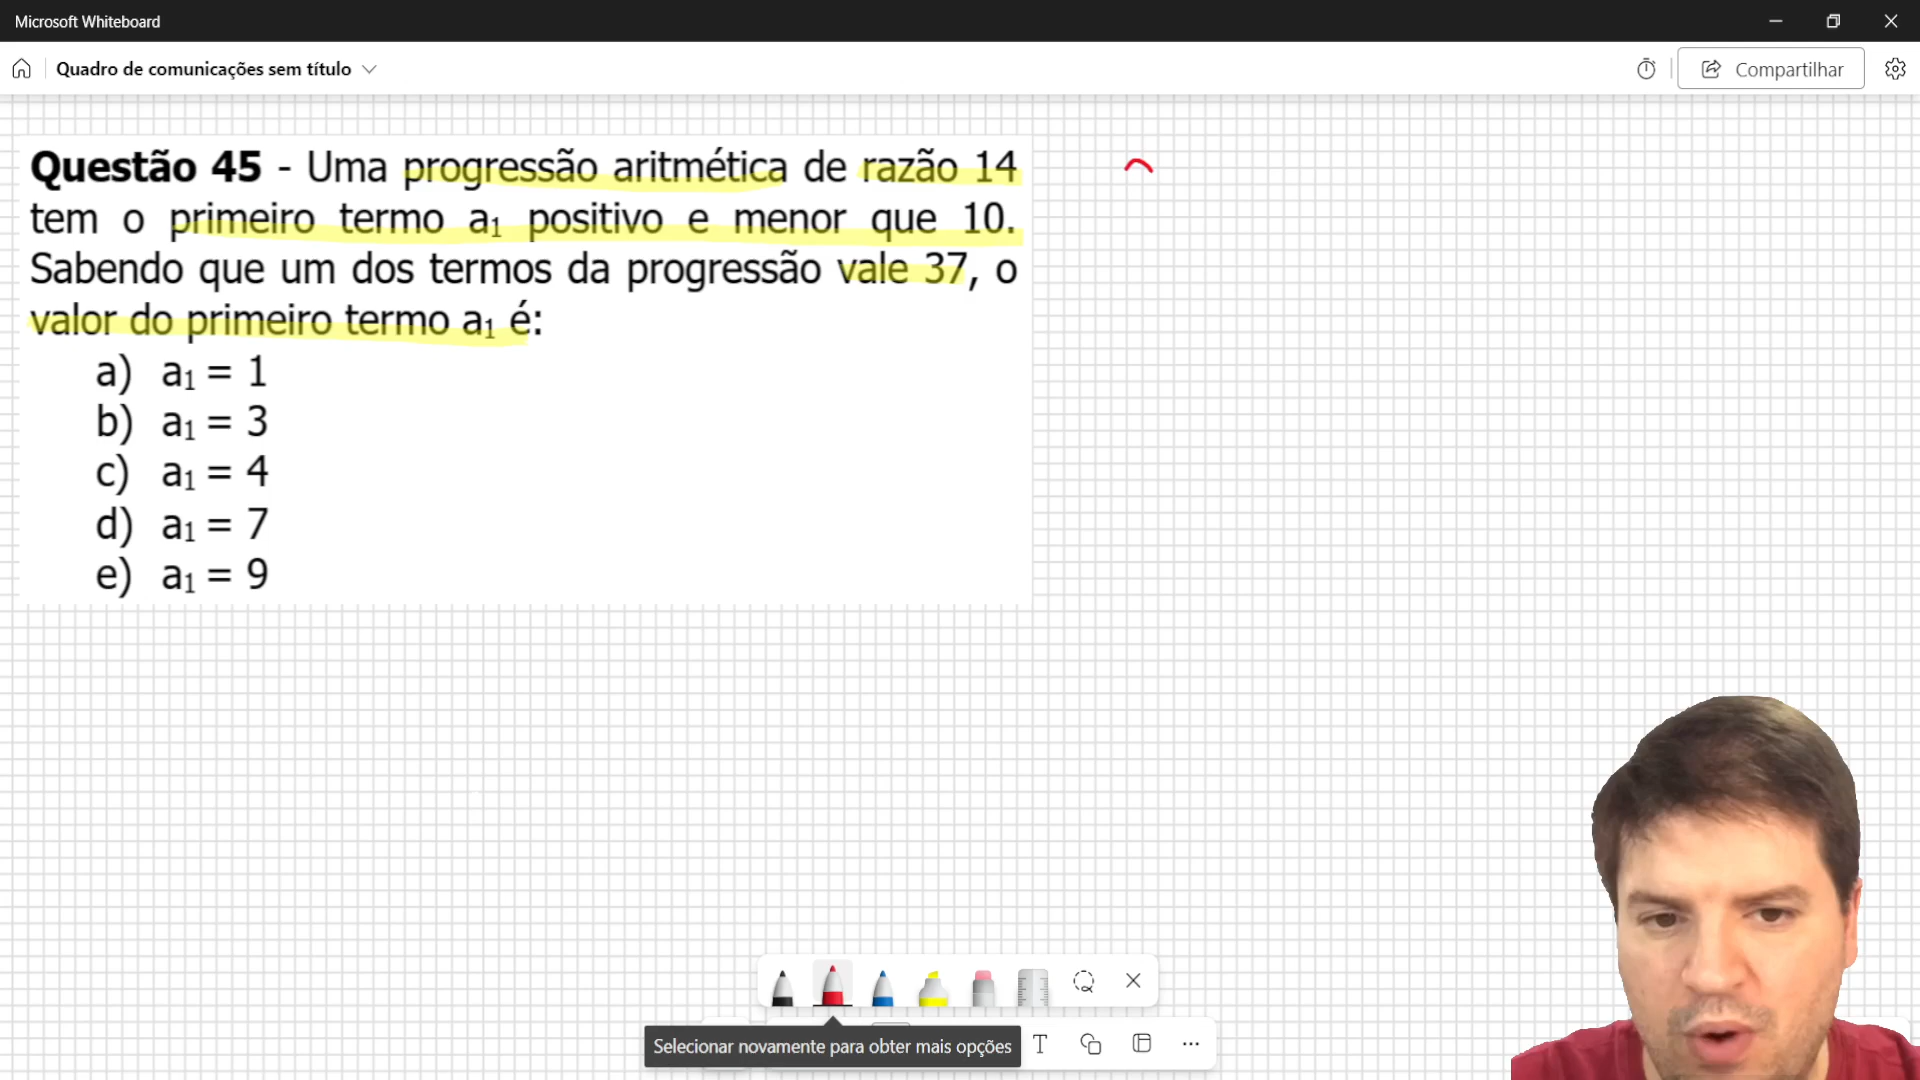 Microsoft Whiteboard
Quadro de comunicações sem título
Compartilhar
Questão 45 - Uma progressão aritmética de razão 14
tem o primeiro termo a₁ positivo e menor que 10.
Sabendo que um dos termos da progressão vale 37, o
valor do primeiro termo a₁ é:
a) a₁ = 1
b) a₁ = 3
c) a₁ = 4
d) a₁ = 7
e) a₁ = 9
Selecionar novamente para obter mais opções